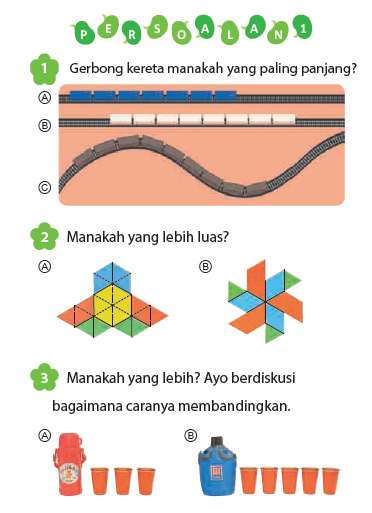 PERSOALAN 1
1 Gerbong kereta manakah yang paling panjang?
A
B
C
2 Manakah yang lebih luas?
A B
3 Manakah yang lebih? Ayo berdiskusi
bagaimana caranya membandingkan.
A B